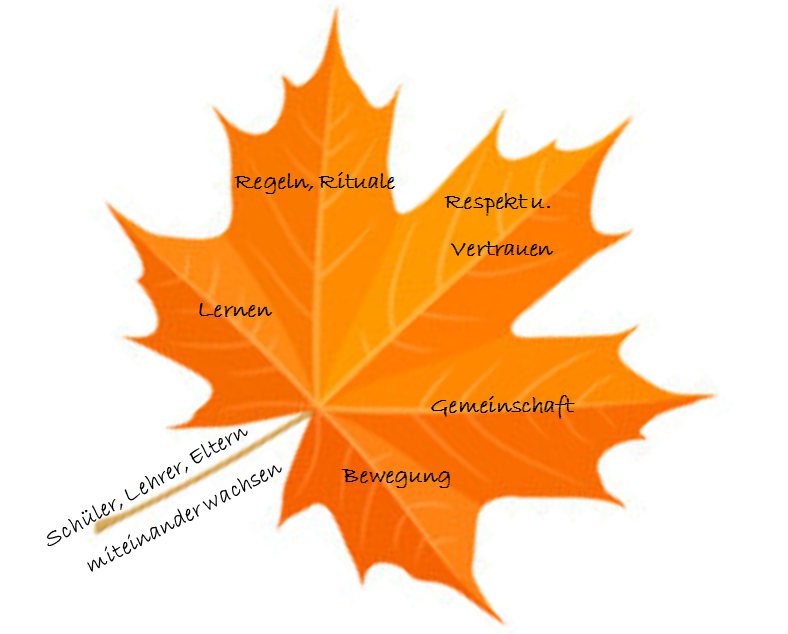 Regeln, Rituale
Respekt u.
Vertrauen
Lernen
Gemeinschaft
Bewegung
Schüler, Lehrer, Eltern
miteinander wachsen